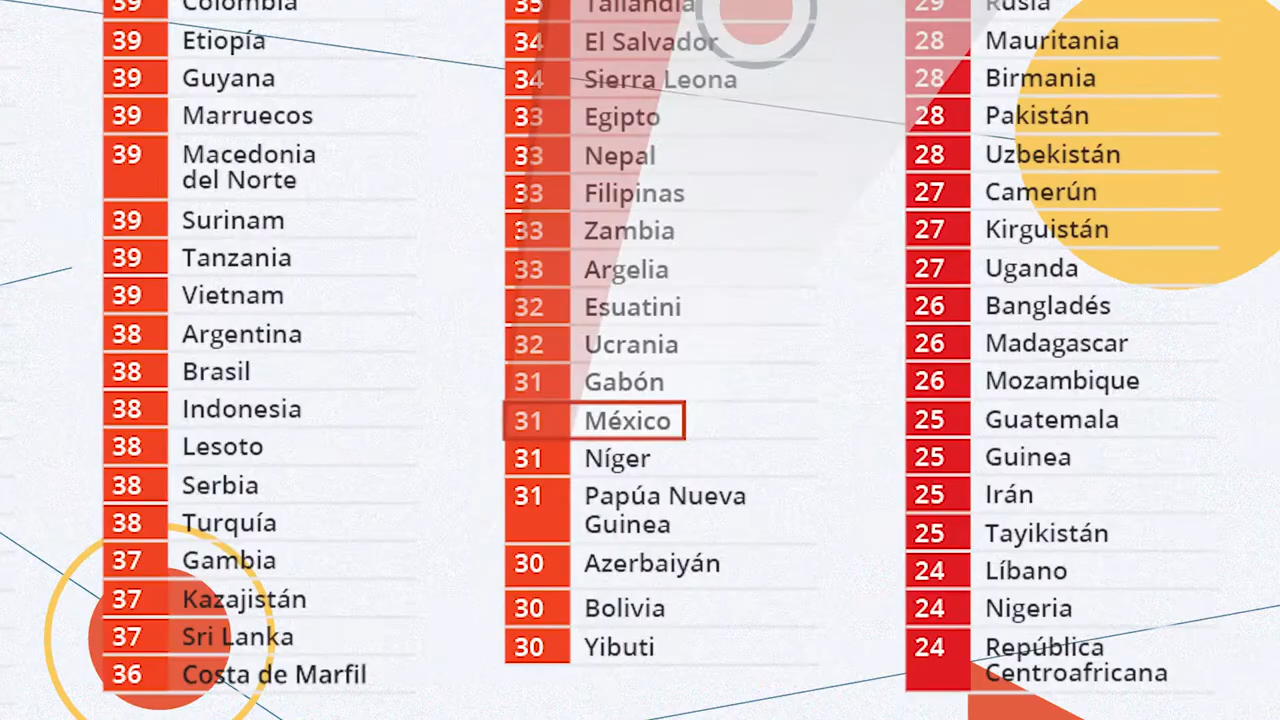 39 Colombia
39 Etiopía
39 Guyana
39 Marruecos
39 Macedonia
del Norte
39 Surinam
39 Tanzania
39 Vietnam
38 Argentina
38 Brasil
38 Indonesia
38 Lesoto
38 Serbia
38 Turquía
37 Gambia
37 Kazajistán
37 Sri Lanka
36 Costa de Marfil
35 Tailandia
34 El Salvador
34 Sierra Leona
33 Egipto
33 Nepal
33 Filipinas
33 Zambia
33 Argelia
32 Esuatini
32 Ucrania
31 Gabón
31 México
31 Níger
31 Papúa Nueva
Guinea
30 Azerbaiyán
30 Bolivia
30 Yibuti
29 Rusia
28 Mauritania
28 Birmania
28 Pakistán
28 Uzbekistán
27 Camerún
27 Kirguistán
27 Uganda
26 Bangladés
26 Madagascar
26 Mozambique
25 Guatemala
25 Guinea
25 Irán
25 Tayikistán
24 Líbano
24 Nigeria
24 República
Centroafricana